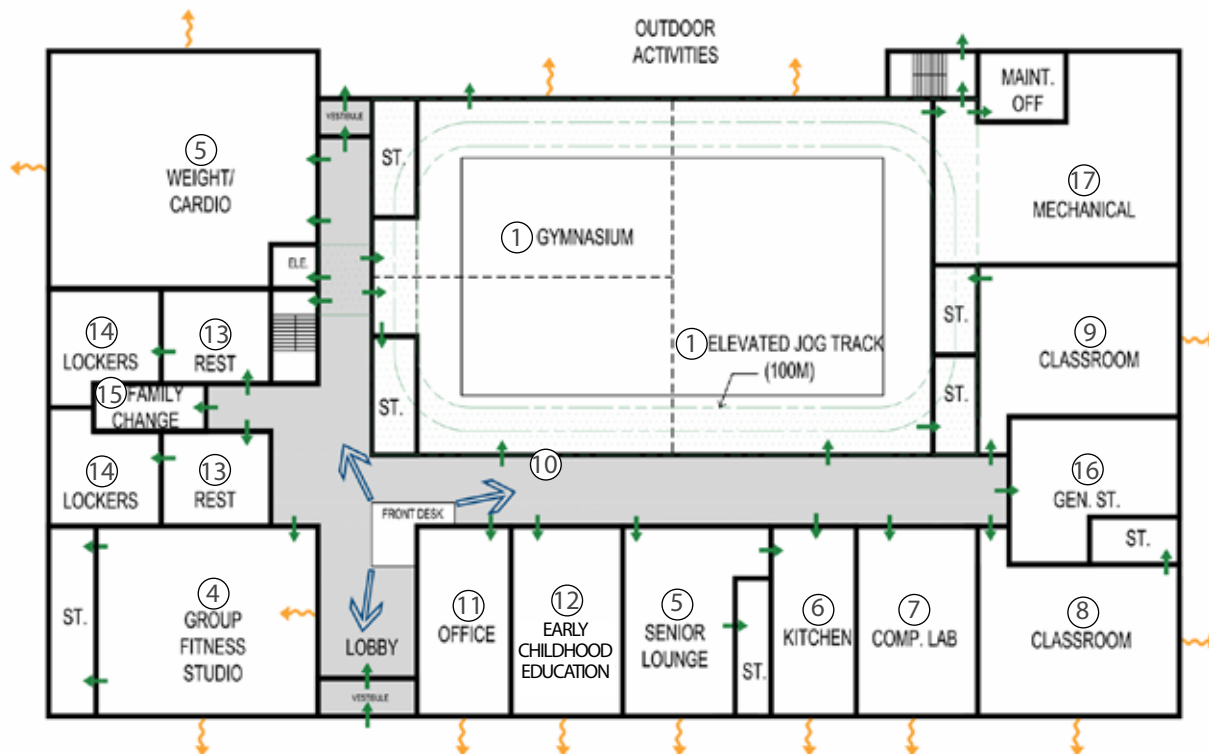 OUTDOOR
ACTIVITIES
MAINT.
OFF
VESTIBULE
ST.
5
WEIGHT/
CARDIO
17
MECHANICAL
1 GYMNASIUM
ELE.
ST.
9
CLASSROOM
14
LOCKERS
13
REST
1 ELEVATED JOG TRACK
(100M)
15 FAMILY
CHANGE
ST.
ST.
14
LOCKERS
13
REST
10
16
GEN. ST.
FRONT DESK
ST.
ST.
4
GROUP
FITNESS
STUDIO
LOBBY
11
OFFICE
12
EARLY
CHILDHOOD
EDUCATION
5
SENIOR
LOUNGE
ST.
6
KITCHEN
7
COMP. LAB
8
CLASSROOM
VESTIBULE